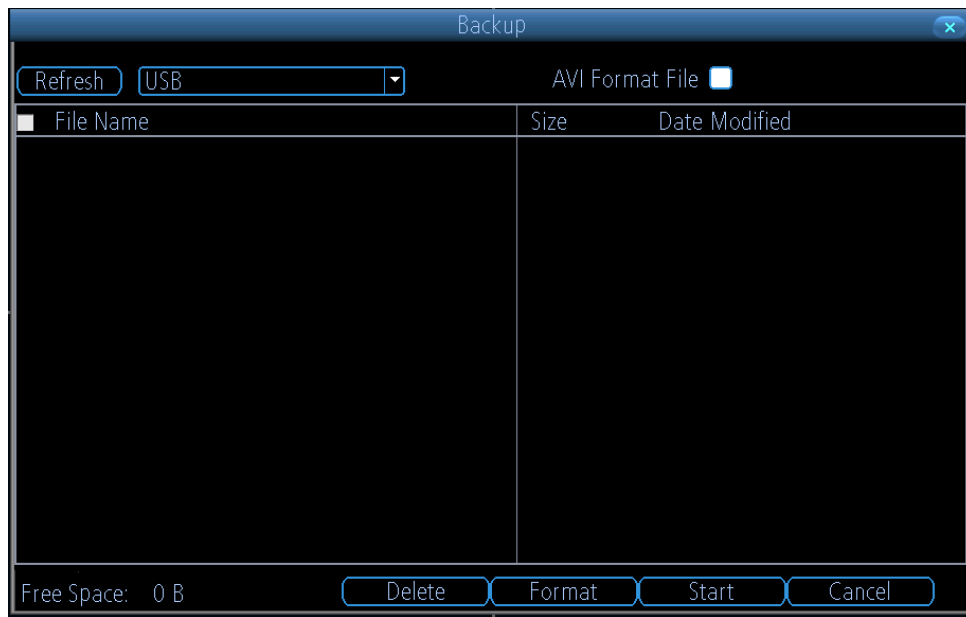 Backup
Refresh USB AVI Format File
File Name Size Date Modified
Free Space: 0 B Delete Format Start Cancel